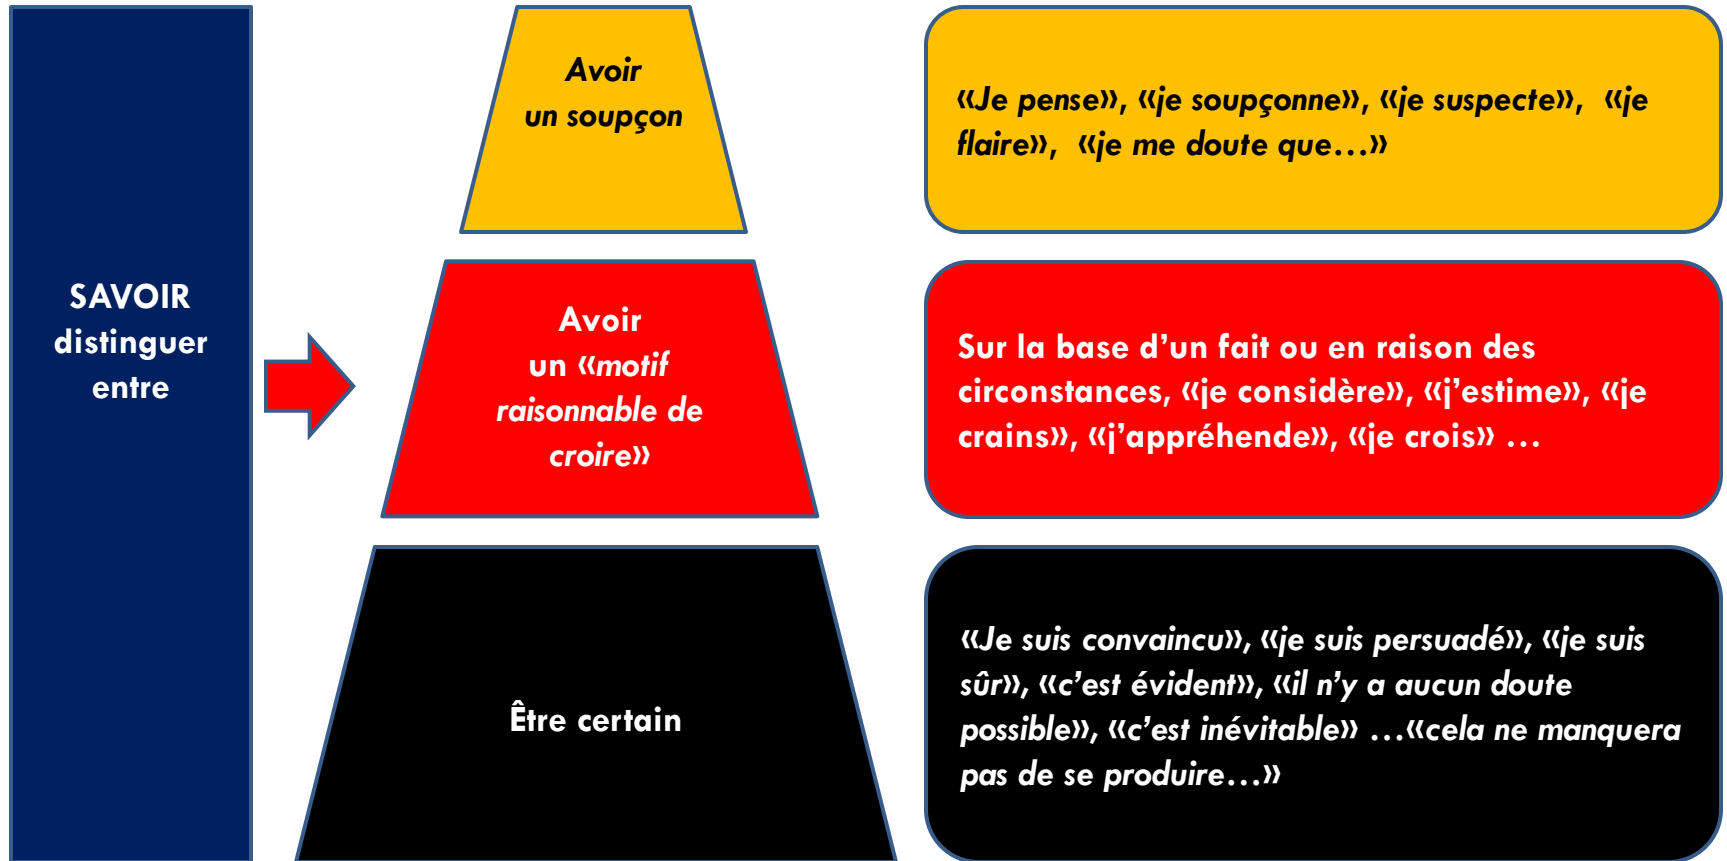 SAVOIR
distinguer
entre
Avoir
un soupçon
«Je pense», «je soupçonne», «je suspecte», «je
flaire», «je me doute que…»
Avoir
un «motif
raisonnable de
croire»
Sur la base d’un fait ou en raison des
circonstances, «je considère», «j’estime», «je
crains», «j’appréhende», «je crois» …
Être certain
«Je suis convaincu», «je suis persuadé», «je suis
sûr», «c’est évident», «il n’y a aucun doute
possible», «c’est inévitable» …«cela ne manquera
pas de se produire…»